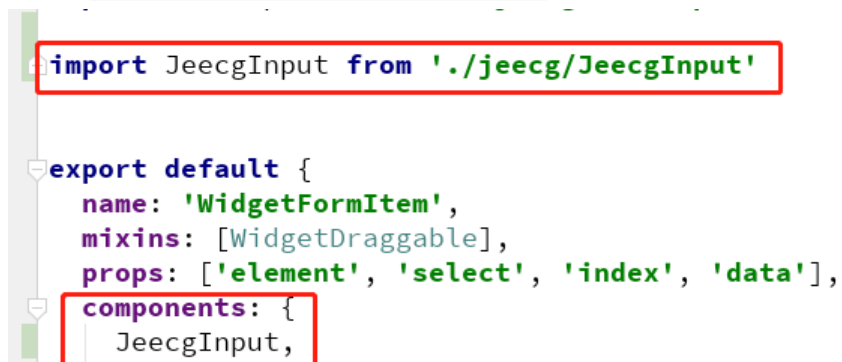 import JeecgInput from './jeecg/JeecgInput'
export default {
name: 'WidgetFormItem',
mixins: [WidgetDraggable],
props: ['element', 'select', 'index', 'data'],
components: {
JeecgInput,